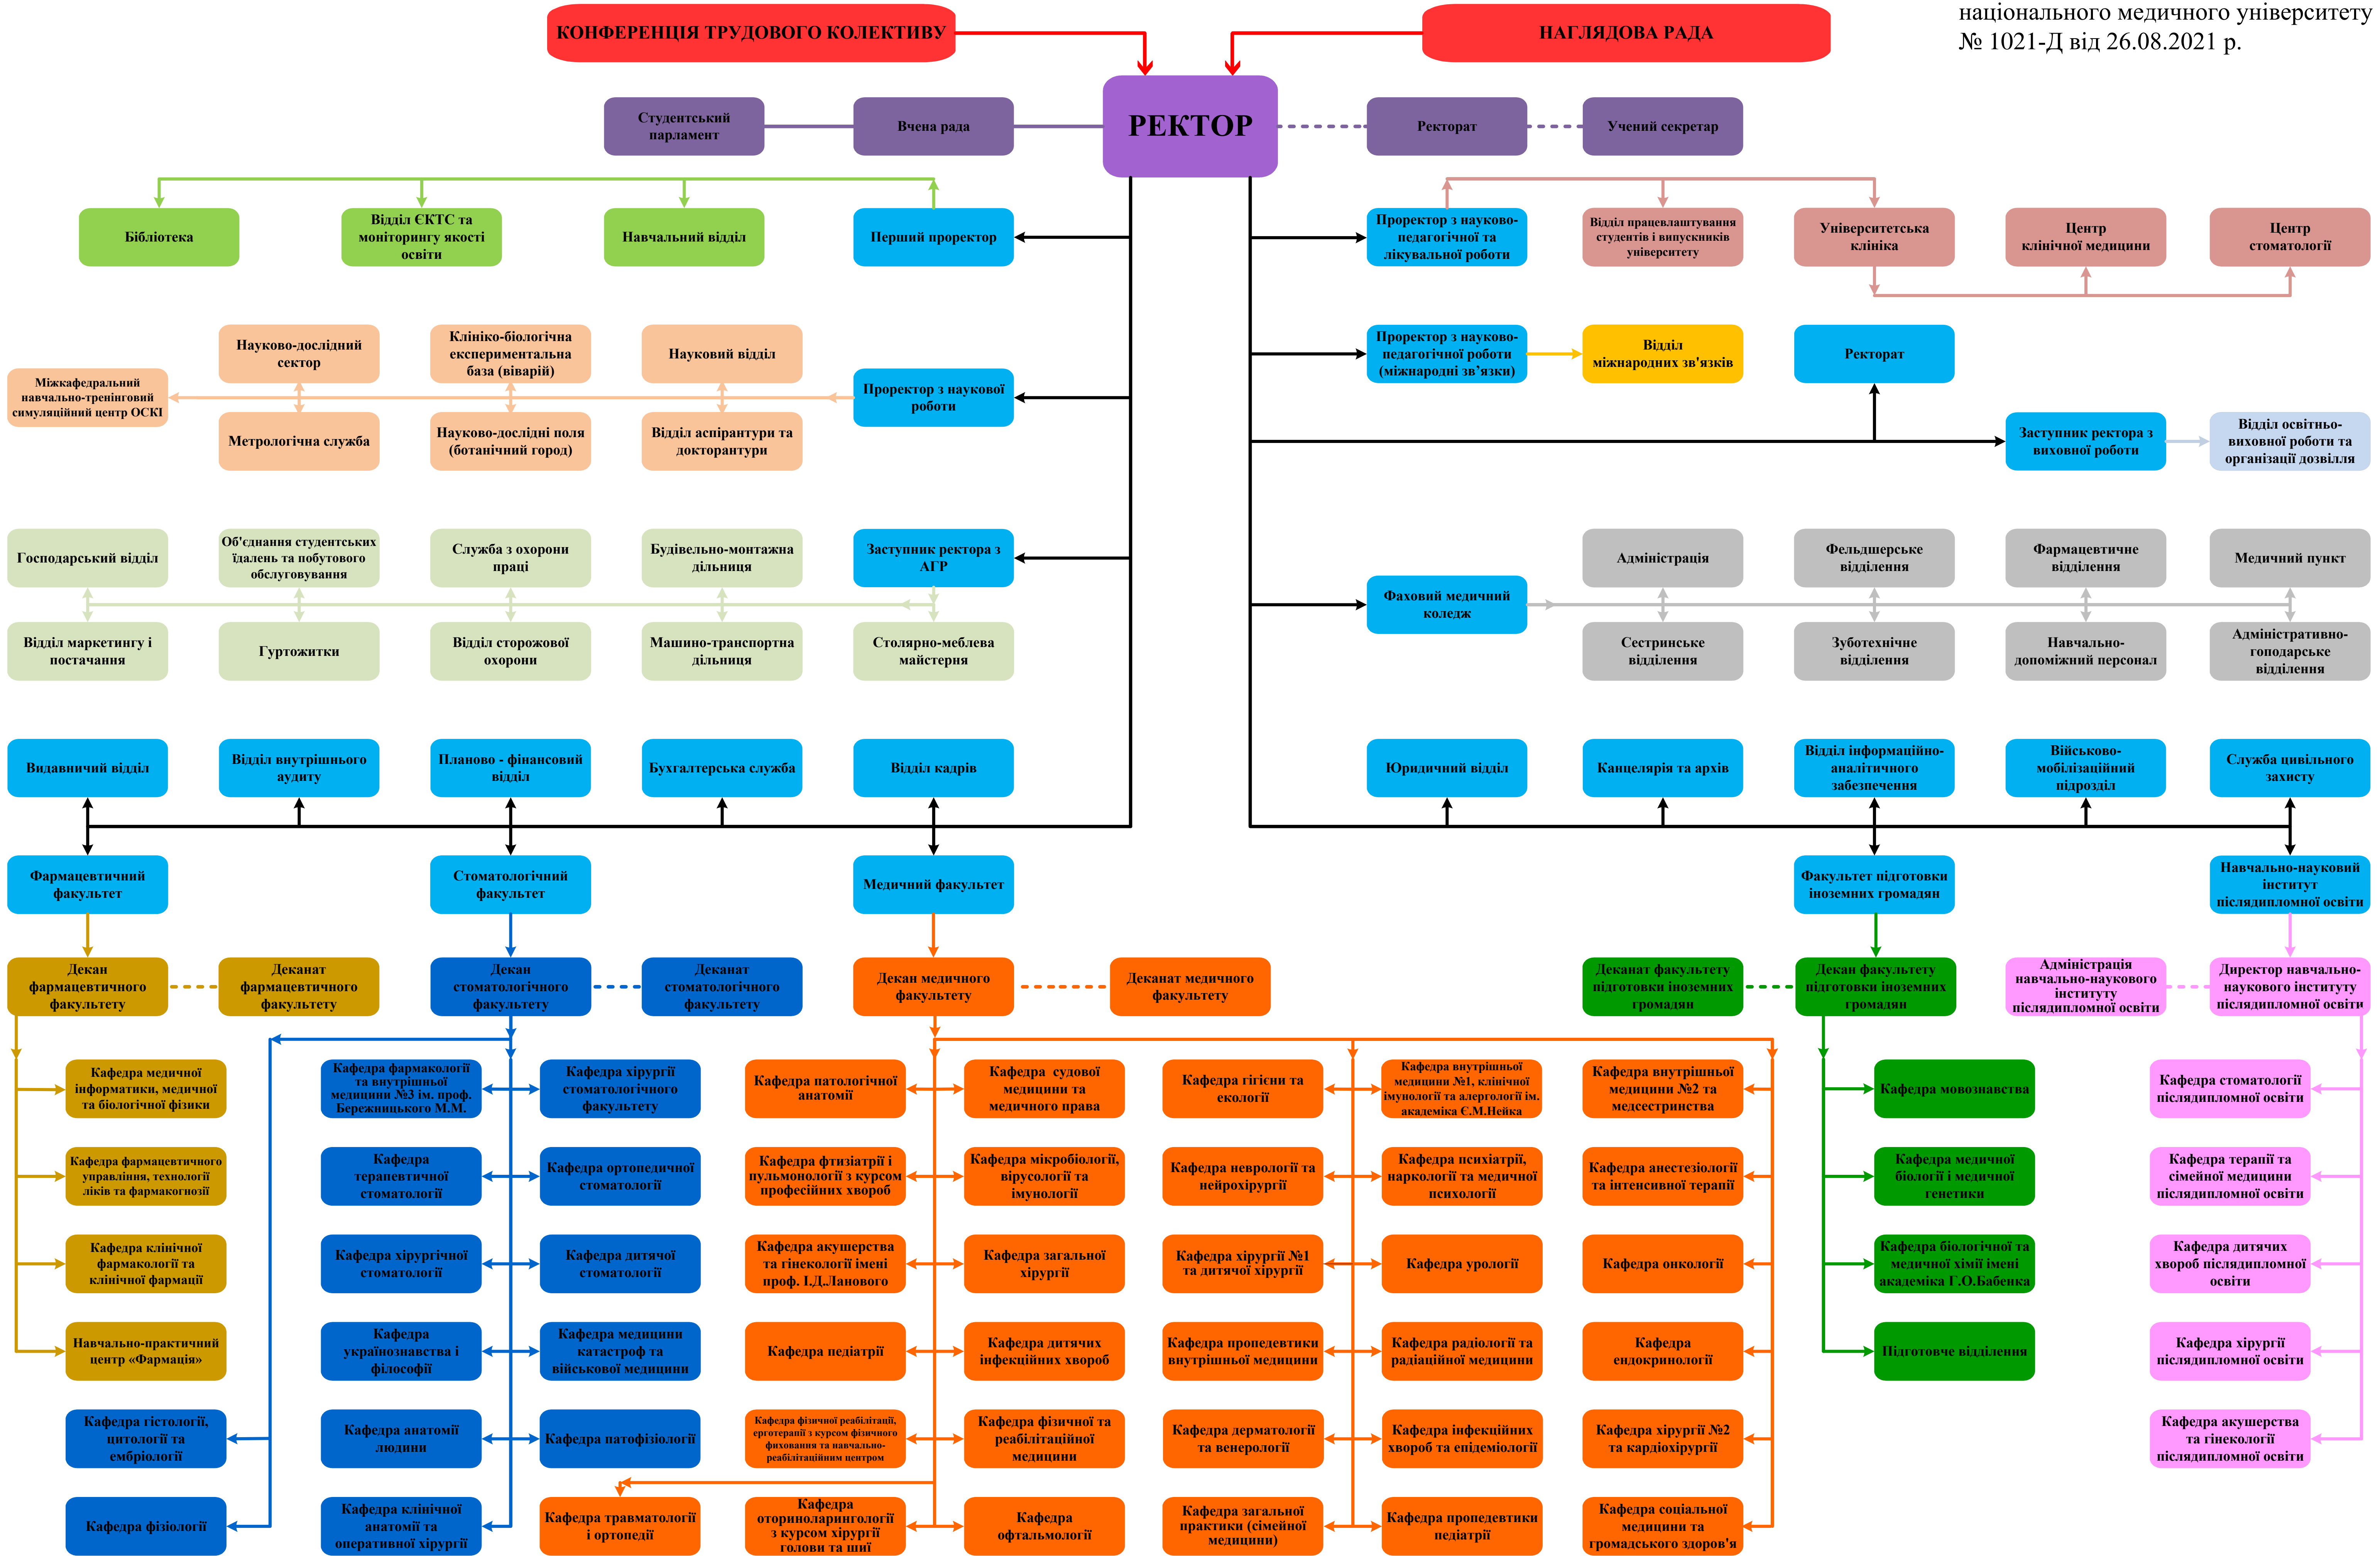 національного медичного університету
№ 1021-Д від 26.08.2021 р.
КОНФЕРЕНЦІЯ ТРУДОВОГО КОЛЕКТИВУ
НАГЛЯДОВА РАДА
РЕКТОР
Студентський
парламент
Вчена рада
Ректорат
Учений секретар
Бібліотека
Відділ ЄКТС та
моніторингу якості
освіти
Навчальний відділ
Перший проректор
Проректор з науково-
педагогічної та
лікувальної роботи
Відділ працевлаштування
студентів і випускників
університету
Університетська
клініка
Центр
клінічної медицини
Центр
стоматології
Міжкафедральний
навчально-тренінговий
симуляційний центр ОСКІ
Науково-дослідний
сектор
Клініко-біологічна
експериментальна
база (віварій)
Науковий відділ
Проректор з наукової
роботи
Метрологічна служба
Науково-дослідні поля
(ботанічний город)
Відділ аспірантури та
докторантури
Проректор з науково-
педагогічної роботи
(міжнародні зв’язки)
Відділ
міжнародних зв'язків
Ректорат
Заступник ректора з
виховної роботи
Відділ освітньо-
виховної роботи та
організації дозвілля
Господарський відділ
Об'єднання студентських
їдалень та побутового
обслуговування
Служба з охорони
праці
Будівельно-монтажна
дільниця
Заступник ректора з
АГР
Відділ маркетингу і
постачання
Гуртожитки
Відділ сторожової
охорони
Машино-транспортна
дільниця
Столярно-меблева
майстерня
Фаховий медичний
коледж
Адміністрація
Фельдшерське
відділення
Фармацевтичне
відділення
Медичний пункт
Сестринське
відділення
Зуботехнічне
відділення
Навчально-
допоміжний персонал
Адміністративно-
гоподарське
відділення
Видавничий відділ
Відділ внутрішнього
аудиту
Планово - фінансовий
відділ
Бухгалтерська служба
Відділ кадрів
Юридичний відділ
Канцелярія та архів
Відділ інформаційно-
аналітичного
забезпечення
Військово-
мобілізаційний
підрозділ
Служба цивільного
захисту
Фармацевтичний
факультет
Стоматологічний
факультет
Медичний факультет
Факультет підготовки
іноземних громадян
Навчально-науковий
інститут
післядипломної освіти
Декан
фармацевтичного
факультету
Деканат
фармацевтичного
факультету
Декан
стоматологічного
факультету
Деканат
стоматологічного
факультету
Декан медичного
факультету
Деканат медичного
факультету
Деканат факультету
підготовки іноземних
громадян
Декан факультету
підготовки іноземних
громадян
Адміністрація
навчально-наукового
інституту
післядипломної освіти
Директор навчально-
наукового інституту
післядипломної освіти
Кафедра медичної
інформатики, медичної
та біологічної фізики
Кафедра фармакології
та внутрішньої
медицини №3 ім. проф.
Бережницького М.М.
Кафедра хірургії
стоматологічного
факультету
Кафедра патологічної
анатомії
Кафедра судової
медицини та
медичного права
Кафедра гігієни та
екології
Кафедра внутрішньої
медицини №1, клінічної
імунології та алергології ім.
академіка Є.М.Нейка
Кафедра внутрішньої
медицини №2 та
медсестринства
Кафедра мовознавства
Кафедра стоматології
післядипломної освіти
Кафедра фармацевтичного
управління, технології
ліків та фармакогнозії
Кафедра
терапевтичної
стоматології
Кафедра ортопедичної
стоматології
Кафедра фтизіатрії і
пульмонології з курсом
професійних хвороб
Кафедра мікробіології,
вірусології та
імунології
Кафедра неврології та
нейрохірургії
Кафедра психіатрії,
наркології та медичної
психології
Кафедра анестезіології
та інтенсивної терапії
Кафедра медичної
біології і медичної
генетики
Кафедра терапії та
сімейної медицини
післядипломної освіти
Кафедра клінічної
фармакології та
клінічної фармації
Кафедра хірургічної
стоматології
Кафедра дитячої
стоматології
Кафедра акушерства
та гінекології імені
проф. І.Д.Ланового
Кафедра загальної
хірургії
Кафедра хірургії №1
та дитячої хірургії
Кафедра урології
Кафедра онкології
Кафедра біологічної та
медичної хімії імені
академіка Г.О.Бабенка
Кафедра дитячих
хвороб післядипломної
освіти
Навчально-практичний
центр «Фармація»
Кафедра
українознавства і
філософії
Кафедра медицини
катастроф та
військової медицини
Кафедра педіатрії
Кафедра дитячих
інфекційних хвороб
Кафедра пропедевтики
внутрішньої медицини
Кафедра радіології та
радіаційної медицини
Кафедра
ендокринології
Підготовче відділення
Кафедра хірургії
післядипломної освіти
Кафедра гістології,
цитології та
ембріології
Кафедра анатомії
людини
Кафедра патофізіології
Кафедра фізичної реабілітації,
ерготерапії з курсом фізичного
фиховання та навчально-
реабілітаційним центром
Кафедра фізичної та
реабілітаційної
медицини
Кафедра дерматології
та венерології
Кафедра інфекційних
хвороб та епідеміології
Кафедра хірургії №2
та кардіохірургії
Кафедра акушерства
та гінекології
післядипломної освіти
Кафедра фізіології
Кафедра клінічної
анатомії та
оперативної хірургії
Кафедра травматології
і ортопедії
Кафедра
оториноларингології
з курсом хірургії
голови та шиї
Кафедра
офтальмології
Кафедра загальної
практики (сімейної
медицини)
Кафедра пропедевтики
педіатрії
Кафедра соціальної
медицини та
громадського здоров'я